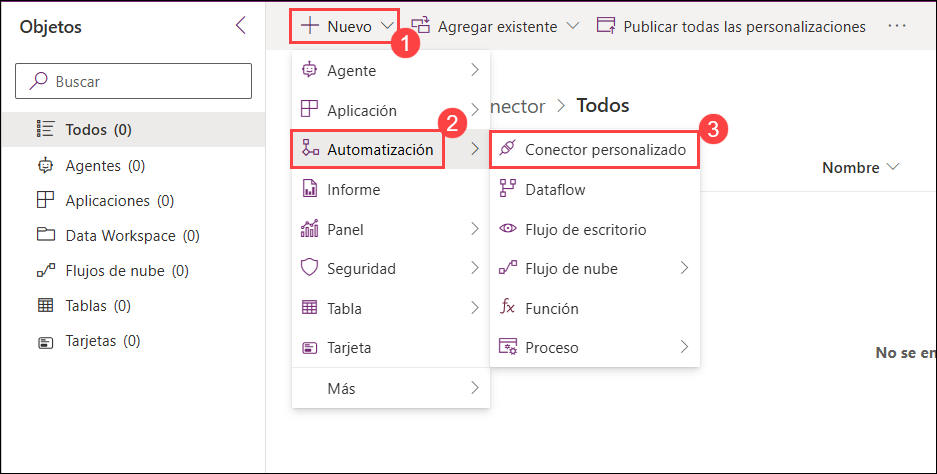 Objetos
Buscar
Todos (0)
Agentes (0)
Aplicaciones (0)
Data Workspace (0)
Flujos de nube (0)
Tablas (0)
Tarjetas (0)
Nuevo
1
Agregar existente
Publicar todas las personalizaciones
...
nector > Todos
Nombre
Agente
Aplicación
2
Automatización
Informe
Panel
Seguridad
Tabla
Tarjeta
Más
3
Conector personalizado
Dataflow
Flujo de escritorio
Flujo de nube
fx Función
Proceso
No se en